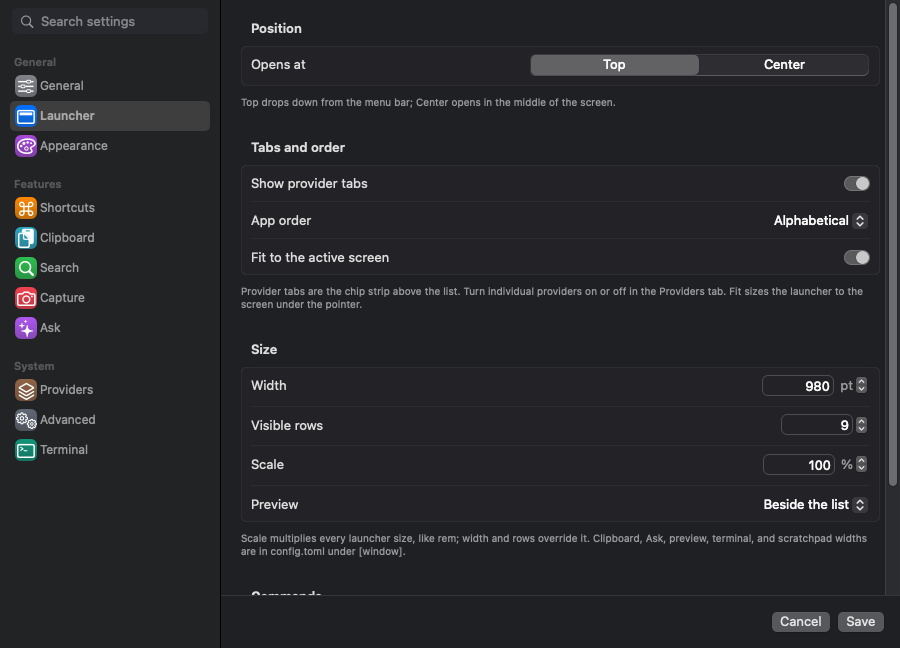 Search settings
General
General
Launcher
Appearance
Features
Shortcuts
Clipboard
Search
Capture
Ask
System
Providers
Advanced
Terminal
Position
Opens at
Top
Center
Top drops down from the menu bar; Center opens in the middle of the screen.
Tabs and order
Show provider tabs
App order
Alphabetical
Fit to the active screen
Provider tabs are the chip strip above the list. Turn individual providers on or off in the Providers tab. Fit sizes the launcher to the
screen under the pointer.
Size
Width
980 pt
Visible rows
9
Scale
100 %
Preview
Beside the list
Scale multiplies every launcher size, like rem; width and rows override it. Clipboard, Ask, preview, terminal, and scratchpad widths
are in config.toml under [window].
Commands
Cancel
Save